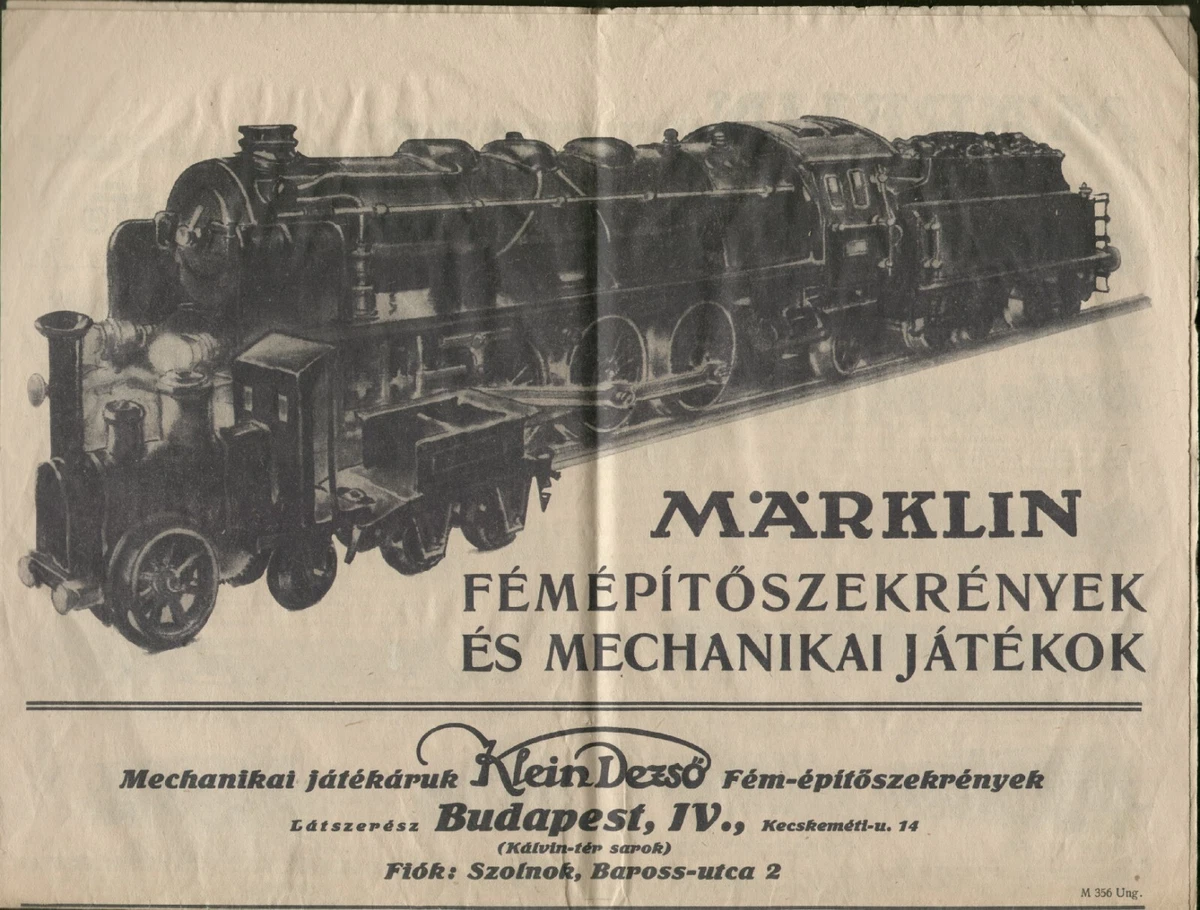 MÄRKLIN
FÉMÉPÍTŐSZEKRÉNYEK
ÉS MECHANIKAI JÁTÉKOK
Mechanikai játékáruk Klein Dezső Fém-építőszekrények
Látszerész Budapest, IV., Kecskeméti-u. 14
(Kálvin-tér sarok)
Fiók: Szolnok, Baross-utca 2
M 356 Ung.